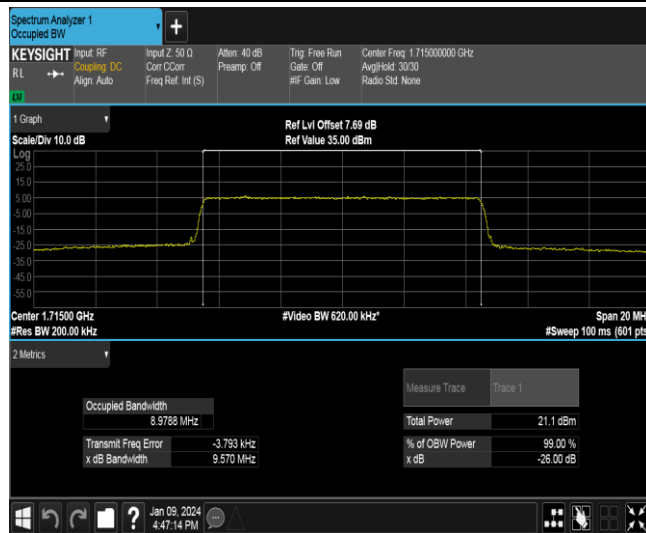 Spectrum Analyzer 1
Occupied BW
+
KEYSIGHT
RL
Input: RF
Coupling: DC
Align: Auto
Input Z: 50 Ω
Corr CCorr
Freq Ref: Int (S)
Atten: 40 dB
Preamp: Off
Trig: Free Run
Gate: Off
#IF Gain: Low
Center Freq: 1.715000000 GHz
Avg|Hold: 30/30
Radio Std: None
1 Graph
Scale/Div 10.0 dB
Ref Lvl Offset 7.69 dB
Ref Value 35.00 dBm
Log
25.0
15.0
5.00
-5.00
-15.0
-25.0
-35.0
-45.0
-55.0
Center 1.71500 GHz
#Video BW 620.00 kHz*
Span 20 MH
#Res BW 200.00 kHz
#Sweep 100 ms (601 pts
2 Metrics
Measure Trace
Trace 1
Occupied Bandwidth
8.9788 MHz
Total Power
21.1 dBm
Transmit Freq Error
-3.793 kHz
% of OBW Power
99.00 %
x dB Bandwidth
9.570 MHz
x dB
-26.00 dB
?
Jan 09, 2024
4:47:14 PM